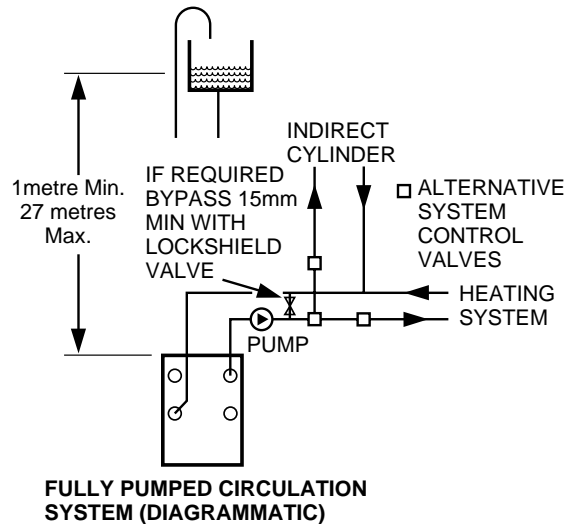 INDIRECT
CYLINDER
1metre Min.
27 metres
Max.
IF REQUIRED
BYPASS 15mm
MIN WITH
LOCKSHIELD
VALVE
ALTERNATIVE
SYSTEM
CONTROL
VALVES
HEATING
SYSTEM
PUMP
FULLY PUMPED CIRCULATION
SYSTEM (DIAGRAMMATIC)